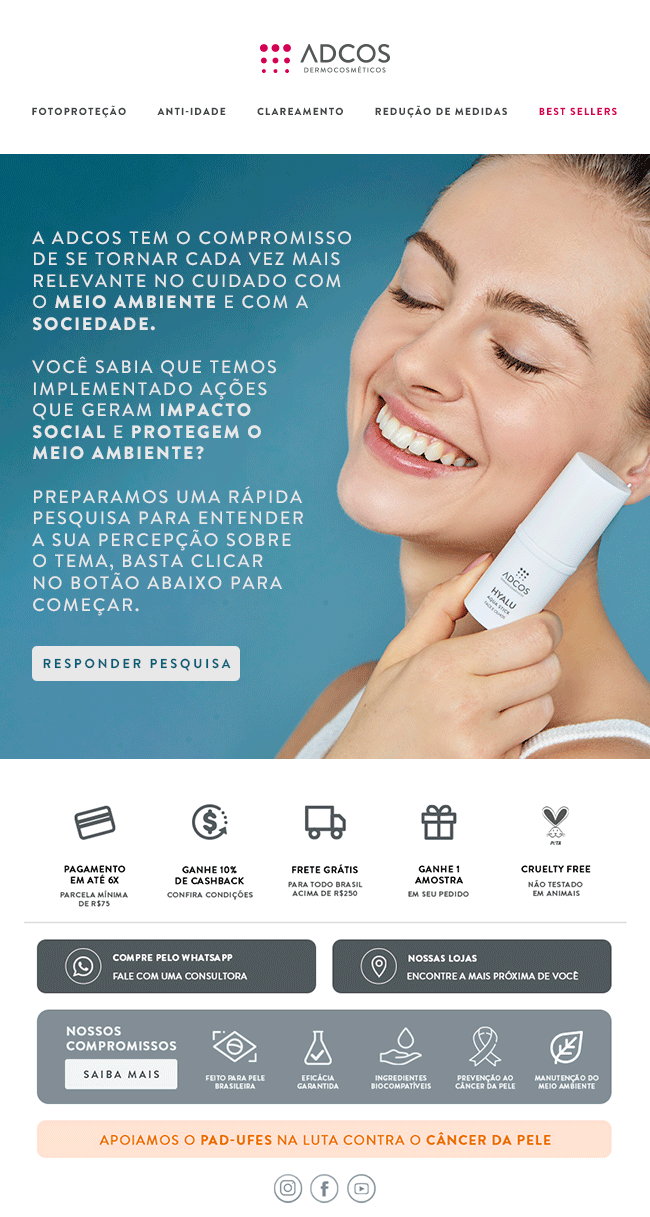 ADCOS
DERMOCOSMÉTICOS
FOTOPROTEÇÃO ANTI-IDADE CLAREAMENTO REDUÇÃO DE MEDIDAS BEST SELLERS
A ADCOS TEM O COMPROMISSO
DE SE TORNAR CADA VEZ MAIS
RELEVANTE NO CUIDADO COM
O MEIO AMBIENTE E COM A
SOCIEDADE.
VOCÊ SABIA QUE TEMOS
IMPLEMENTADO AÇÕES
QUE GERAM IMPACTO
SOCIAL E PROTEGEM O
MEIO AMBIENTE?
PREPARAMOS UMA RÁPIDA
PESQUISA PARA ENTENDER
A SUA PERCEPÇÃO SOBRE
O TEMA, BASTA CLICAR
NO BOTÃO ABAIXO PARA
COMEÇAR.
RESPONDER PESQUISA
ADCOS
HYALU
AQUA STICK
PAGAMENTO
EM ATÉ 6X
PARCELA MÍNIMA
DE R$75
GANHE 10%
DE CASHBACK
CONFIRA CONDIÇÕES
FRETE GRÁTIS
PARA TODO BRASIL
ACIMA DE R$250
GANHE 1
AMOSTRA
EM SEU PEDIDO
PETA
CRUELTY FREE
NÃO TESTADO
EM ANIMAIS
COMPRE PELO WHATSAPP
FALE COM UMA CONSULTORA
NOSSAS LOJAS
ENCONTRE A MAIS PRÓXIMA DE VOCÊ
NOSSOS
COMPROMISSOS
SAIBA MAIS
FEITO PARA PELE
BRASILEIRA
EFICÁCIA
GARANTIDA
INGREDIENTES
BIOCOMPATÍVEIS
PREVENÇÃO AO
CÂNCER DA PELE
MANUTENÇÃO DO
MEIO AMBIENTE
APOIAMOS O PAD-UFES NA LUTA CONTRA O CÂNCER DA PELE